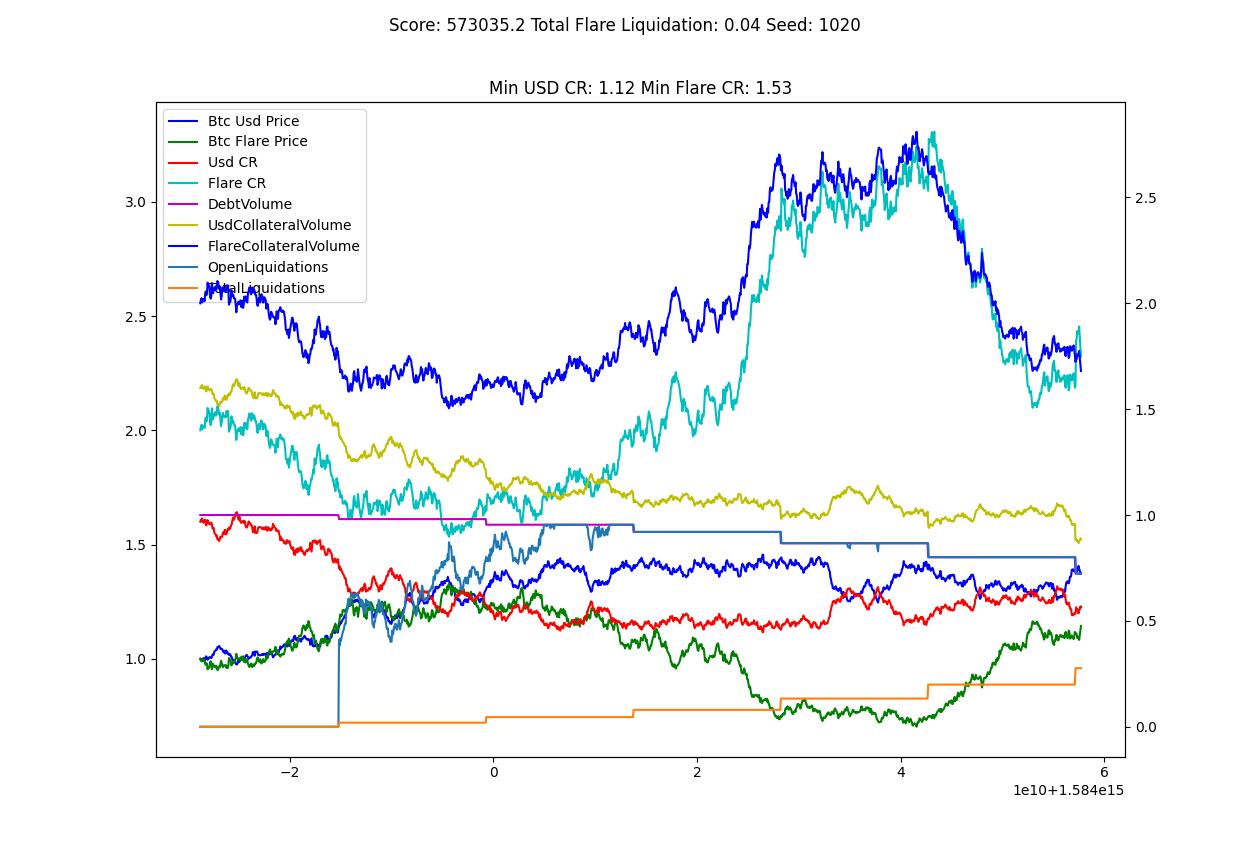 Score: 573035.2 Total Flare Liquidation: 0.04 Seed: 1020
Min USD CR: 1.12 Min Flare CR: 1.53
Btc Usd Price
Btc Flare Price
Usd CR
Flare CR
DebtVolume
UsdCollateralVolume
FlareCollateralVolume
OpenLiquidations
TotalLiquidations
3.0
2.5
2.0
1.5
1.0
2.5
2.0
1.5
1.0
0.5
0.0
−2
0
2
4
6
1e10+1.584e15